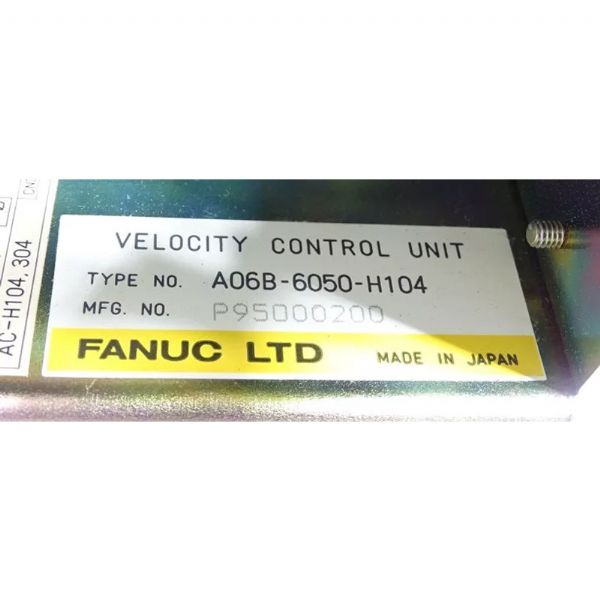 VELOCITY CONTROL UNIT
TYPE NO. A06B-6050-H104
MFG. NO. P95000200
FANUC LTD MADE IN JAPAN
AC-H104.304
CN